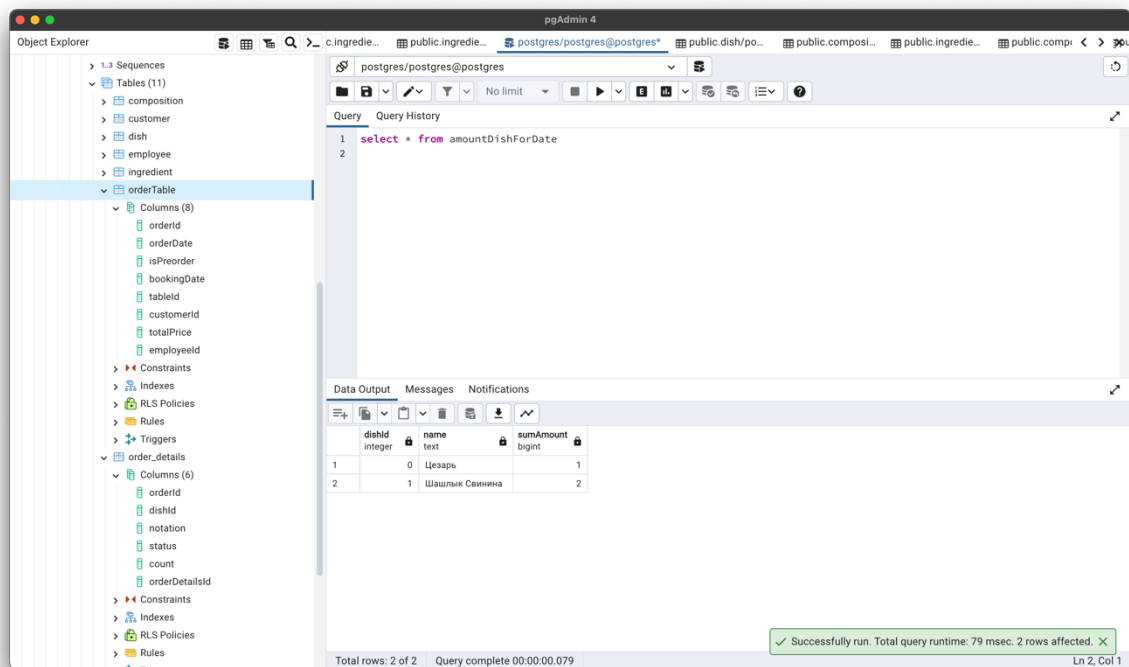 pgAdmin 4
Object Explorer
c.ingredie...
public.ingredie...
postgres/postgres@postgres*
public.dish/po...
public.composi...
public.ingredie...
public.compo
1..3 Sequences
Tables (11)
composition
customer
dish
employee
ingredient
orderTable
Columns (8)
orderId
orderDate
isPreorder
bookingDate
tableId
customerId
totalPrice
employeeId
Constraints
Indexes
RLS Policies
Rules
Triggers
order_details
Columns (6)
orderId
dishId
notation
status
count
orderDetailsId
Constraints
Indexes
RLS Policies
Rules
postgres/postgres@postgres
No limit
E
Query Query History
1 select * from amountDishForDate
2
Data Output Messages Notifications
dishId integer name text sumAmount bigint
1 0 Цезарь 1
2 1 Шашлык Свинина 2
Successfully run. Total query runtime: 79 msec. 2 rows affected.
Total rows: 2 of 2 Query complete 00:00:00.079 Ln 2, Col 1